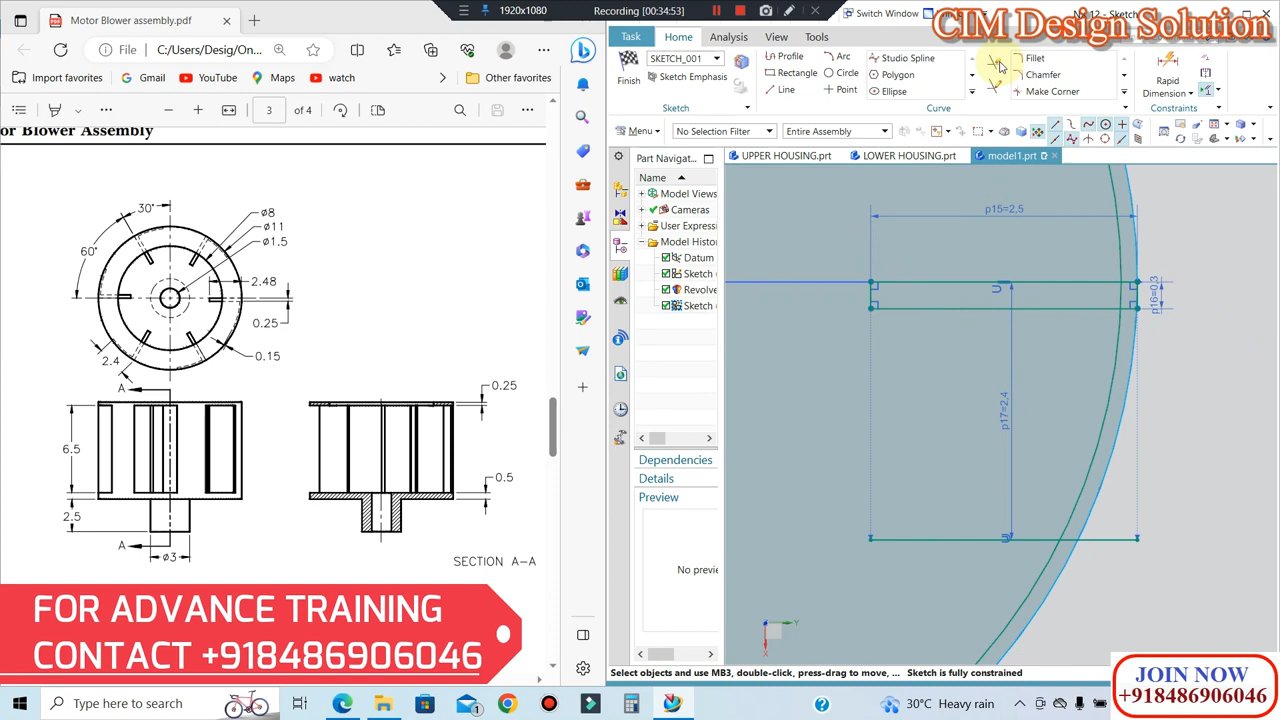 1920x1080
Recording [00:34:53]
Switch Window
CIM Design Solution
Motor Blower assembly.pdf
Task
Home
Analysis
View
Tools
File
C:/Users/Desig/On...
Finish
SKETCH_001
Sketch Emphasis
Sketch
Profile
Rectangle
Line
Arc
Circle
Point
Studio Spline
Polygon
Ellipse
Curve
Fillet
Chamfer
Make Corner
Rapid
Dimension
Constraints
Import favorites
Gmail
YouTube
Maps
watch
Other favorites
3
of 4
Menu
No Selection Filter
Entire Assembly
or Blower Assembly
Part Navigat...
UPPER HOUSING.prt
LOWER HOUSING.prt
model1.prt
Name
Model Views
Cameras
User Express
Model Histor
Datum
Sketch (
Revolve
Sketch (
Dependencies
Details
Preview
No previe
30°
60°
ø8
ø11
ø1.5
2.48
0.25
0.15
2.4
A
6.5
2.5
A
ø3
0.25
0.5
SECTION A-A
p15=2,5
p16=0,3
p17=2,4
Y
X
FOR ADVANCE TRAINING
CONTACT +918486906046
Select objects and use MB3, double-click, press-drag to move, ...
Sketch is fully constrained
JOIN NOW
+918486906046
Type here to search
30°C Heavy rain